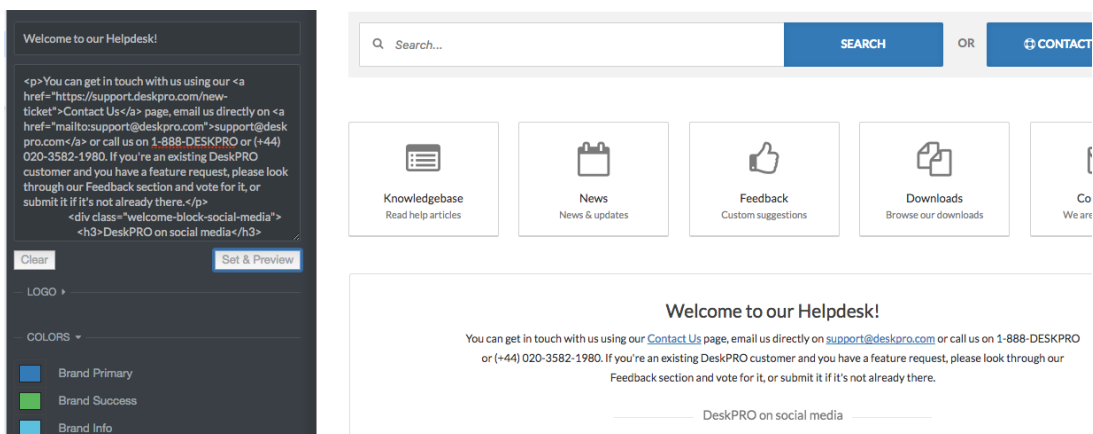 Welcome to our Helpdesk!
<p>You can get in touch with us using our <a
href="https://support.deskpro.com/new-
ticket">Contact Us</a> page, email us directly on <a
href="mailto:support@deskpro.com">support@desk
pro.com</a> or call us on 1-888-DESKPRO or (+44)
020-3582-1980. If you're an existing DeskPRO
customer and you have a feature request, please look
through our Feedback section and vote for it, or
submit it if it's not already there.</p>
<div class="welcome-block-social-media">
<h3>DeskPRO on social media</h3>
Clear
Set & Preview
LOGO
COLORS
Brand Primary
Brand Success
Brand Info
Search...
SEARCH
OR
CONTACT
Knowledgebase
Read help articles
News
News & updates
Feedback
Custom suggestions
Downloads
Browse our downloads
Co
We are
Welcome to our Helpdesk!
You can get in touch with us using our Contact Us page, email us directly on support@deskpro.com or call us on 1-888-DESKPRO
or (+44) 020-3582-1980. If you're an existing DeskPRO customer and you have a feature request, please look through our
Feedback section and vote for it, or submit it if it's not already there.
DeskPRO on social media